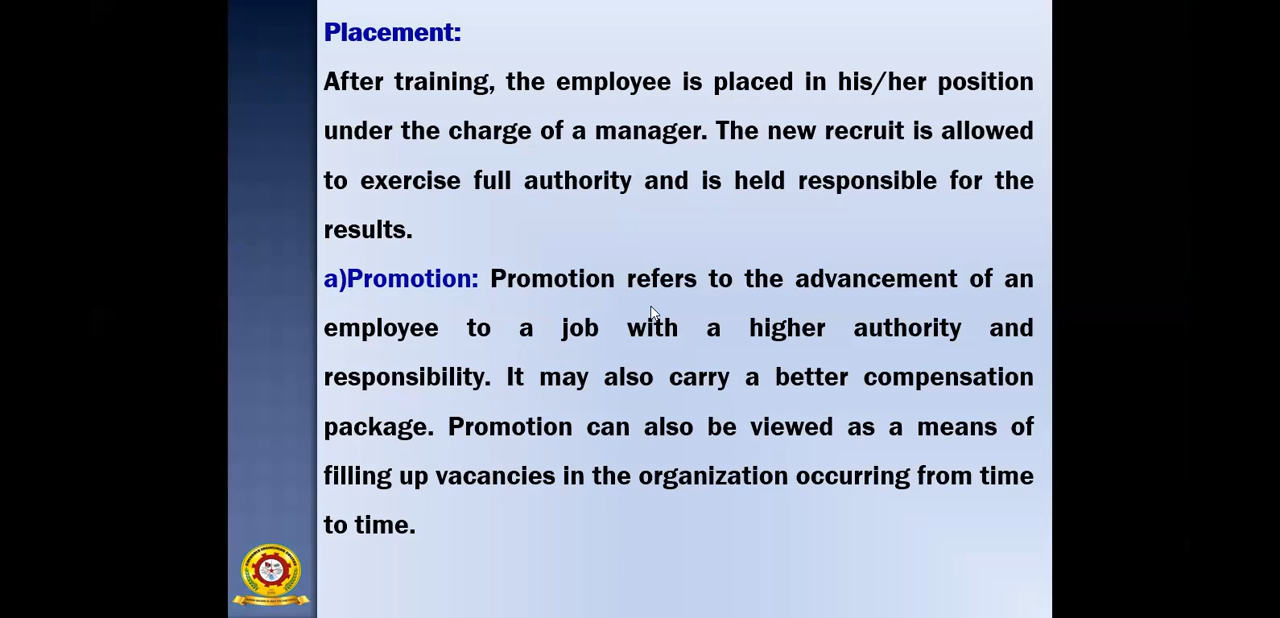 Placement:
After training, the employee is placed in his/her position
under the charge of a manager. The new recruit is allowed
to exercise full authority and is held responsible for the
results.
a)Promotion: Promotion refers to the advancement of an
employee to a job with a higher authority and
responsibility. It may also carry a better compensation
package. Promotion can also be viewed as a means of
filling up vacancies in the organization occurring from time
to time.